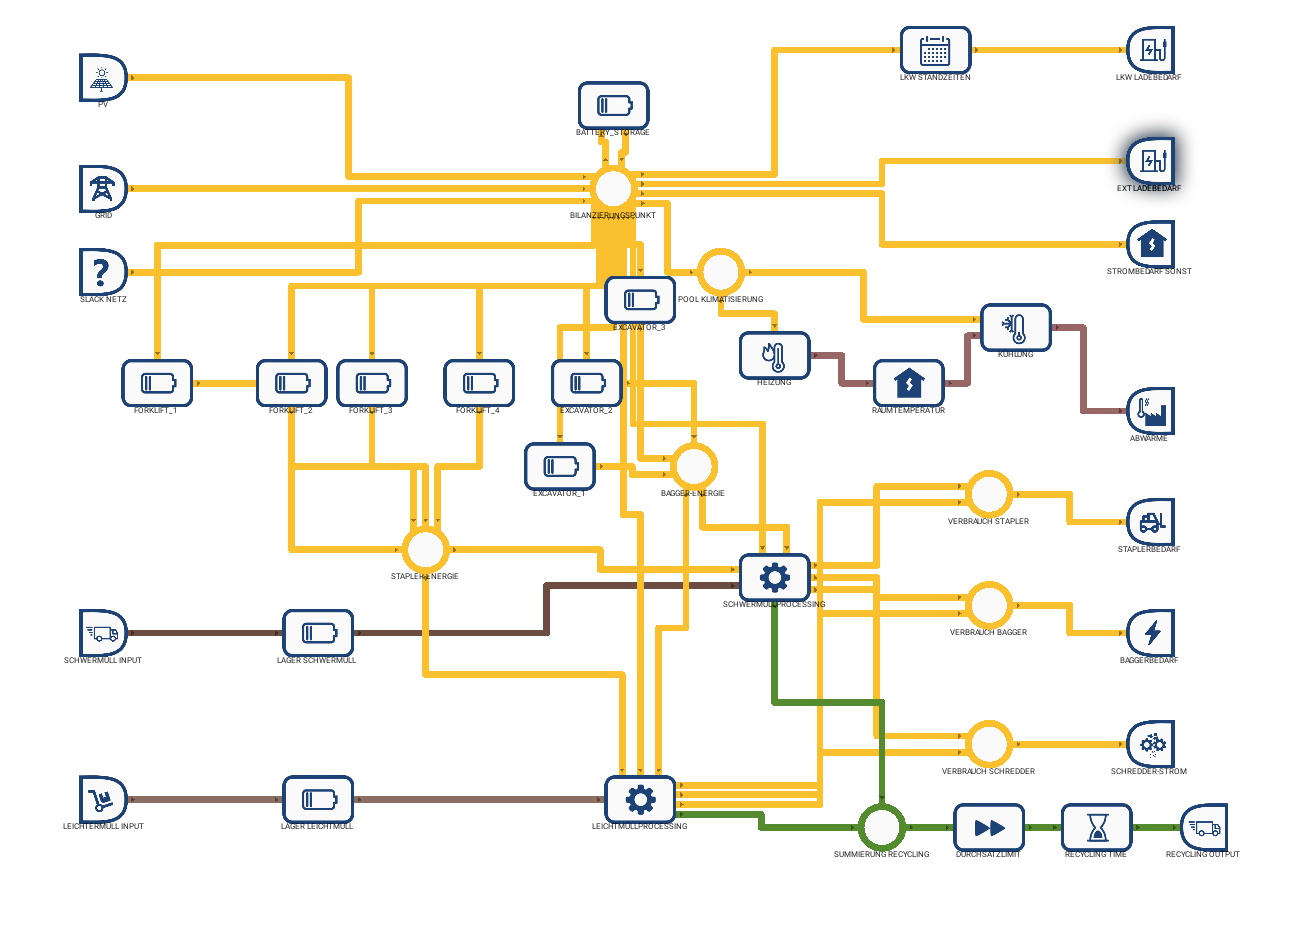 LKW STANDZEITEN
LKW LADEBEDARF
PV
BATTERY_STORAGE
EXT LADEBEDARF
GRID
BILANZIERUNGSPUNKT
STROMBEDARF SONST
SLACK NETZ
POOL KLIMATISIERUNG
EXCAVATOR_3
KÜHLUNG
HEIZUNG
FORKLIFT_1
FORKLIFT_2
FORKLIFT_3
FORKLIFT_4
EXCAVATOR_2
RAUMTEMPERATUR
ABWÄRME
EXCAVATOR_1
BAGGER-ENERGIE
VERBRAUCH STAPLER
STAPLERBEDARF
STAPLER-ENERGIE
SCHWERMÜLLPROCESSING
VERBRAUCH BAGGER
SCHWERMÜLL INPUT
LAGER SCHWERMÜLL
BAGGERBEDARF
VERBRAUCH SCHREDDER
SCHREDDER-STROM
LEICHTERMÜLL INPUT
LAGER LEICHTMÜLL
LEICHTMÜLLPROCESSING
SUMMIERUNG RECYCLING
DURCHSATZLIMIT
RECYCLING TIME
RECYCLING OUTPUT